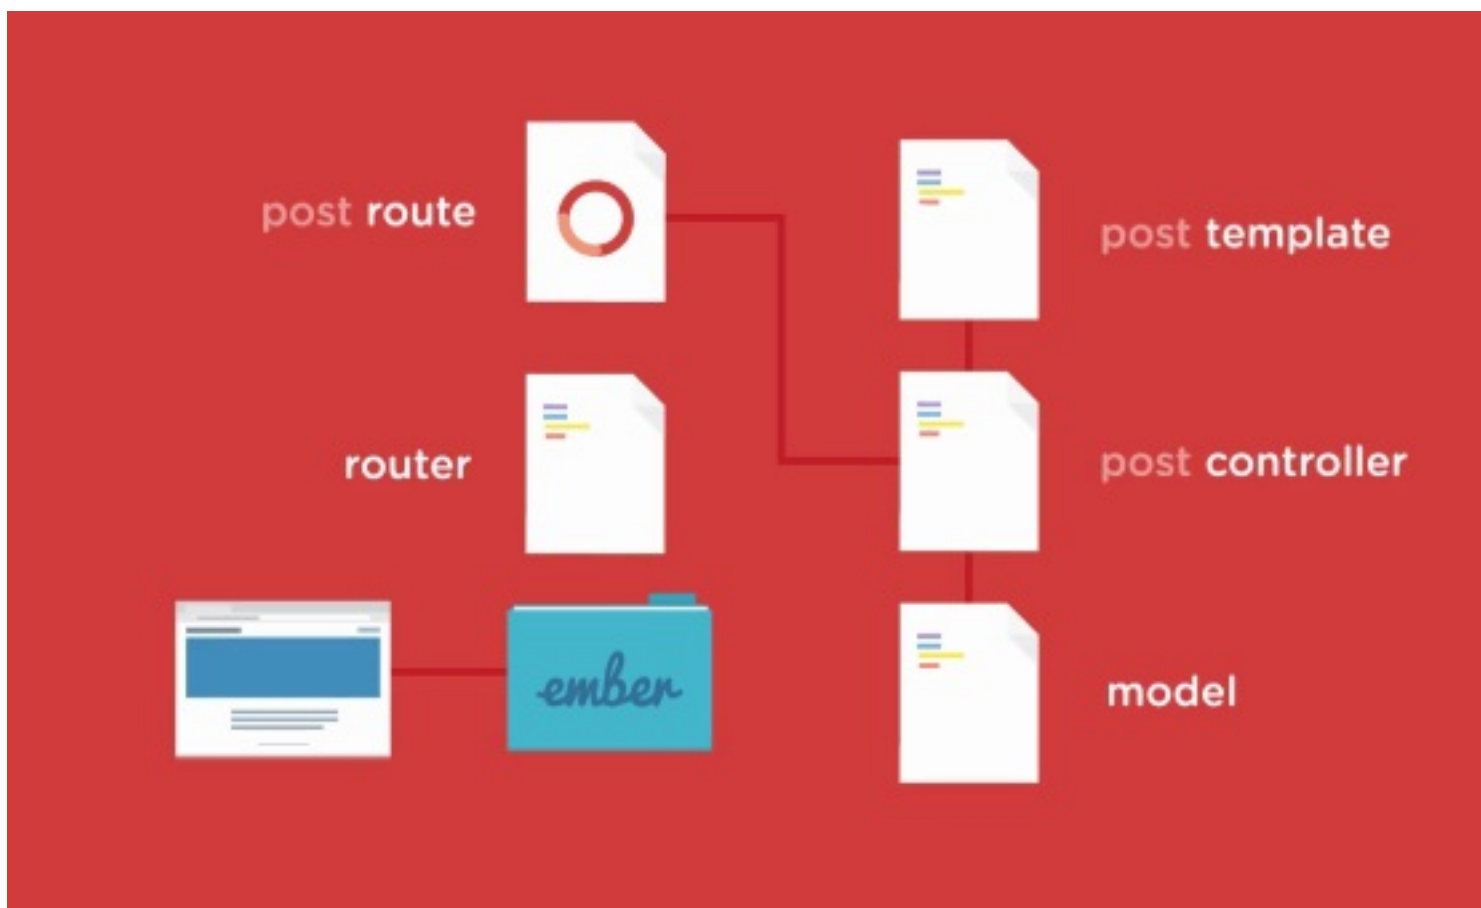 post route
post template
router
post controller
ember
model